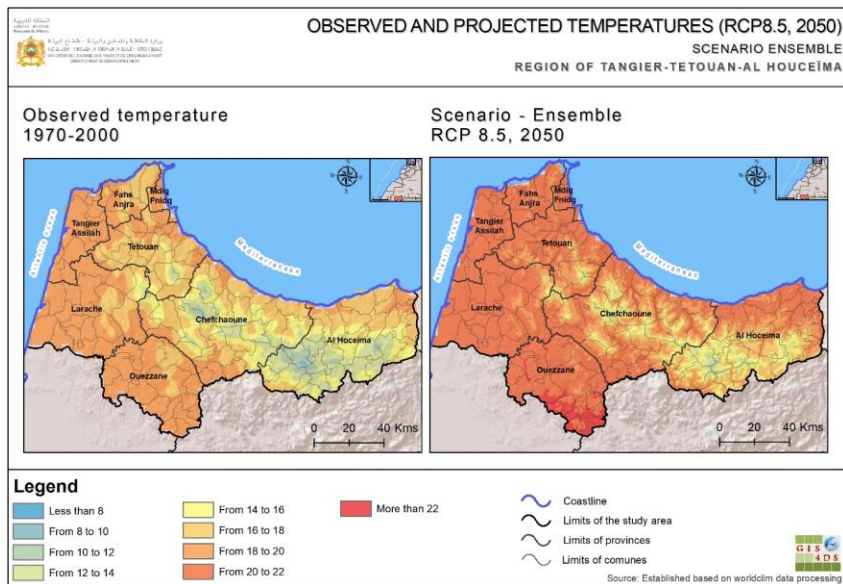 المملكة المغربية
OBSERVED AND PROJECTED TEMPERATURES (RCP8.5, 2050)
SCENARIO ENSEMBLE
REGION OF TANGIER-TETOUAN-AL HOUCEÏMA
Observed temperature
1970-2000
Scenario - Ensemble
RCP 8.5, 2050
Fahs
Anjra
Mdiq
Fnidq
Tangier
Assilah
Tetouan
Larache
Chefchaoune
Al Hoceima
Ouezzane
Atlantic ocean
Mediterranean
0 20 40 Kms
Fahs
Anjra
Mdiq
Fnidq
Tangier
Assilah
Tetouan
Larache
Chefchaoune
Al Hoceima
Ouezzane
Atlantic ocean
Mediterranean
0 20 40 Kms
Legend
Less than 8
From 8 to 10
From 10 to 12
From 12 to 14
From 14 to 16
From 16 to 18
From 18 to 20
From 20 to 22
More than 22
Coastline
Limits of the study area
Limits of provinces
Limits of comunes
GIS
4DS
Source: Established based on worldclim data processing